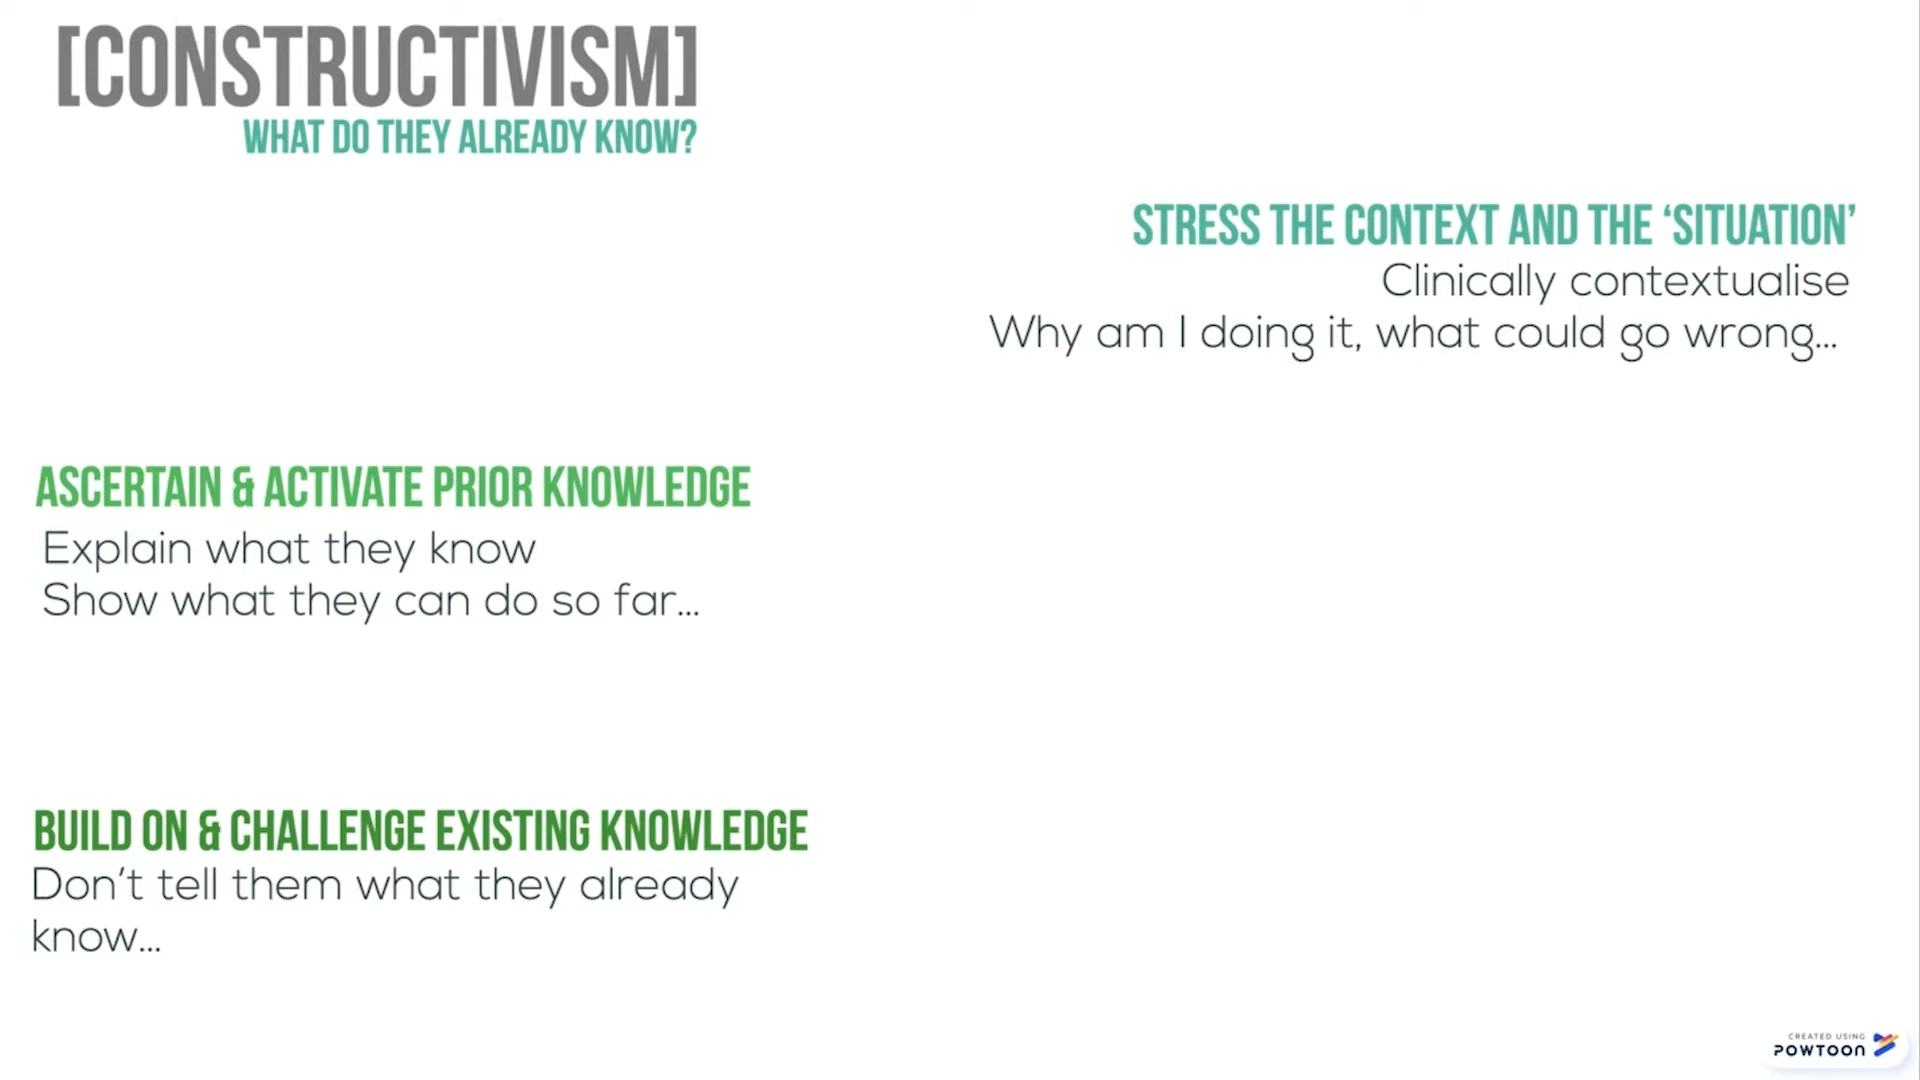 [CONSTRUCTIVISM]
WHAT DO THEY ALREADY KNOW?
STRESS THE CONTEXT AND THE ‘SITUATION’
Clinically contextualise
Why am I doing it, what could go wrong...
ASCERTAIN & ACTIVATE PRIOR KNOWLEDGE
Explain what they know
Show what they can do so far...
BUILD ON & CHALLENGE EXISTING KNOWLEDGE
Don’t tell them what they already
know...
CREATED USING
POWTOON